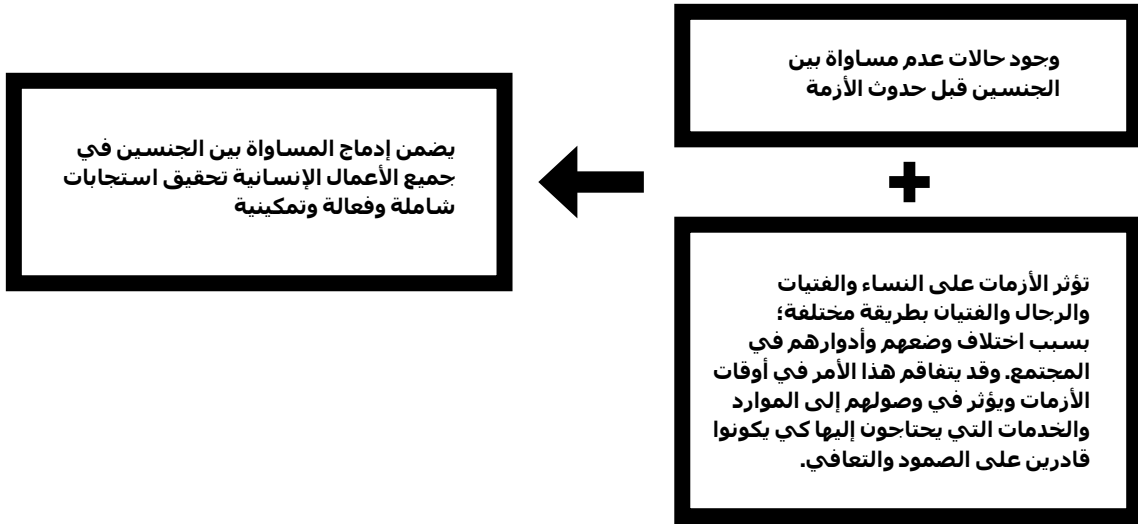 وجود حالات عدم مساواة بين
الجنسين قبل حدوث الأزمة
+
تؤثر الأزمات على النساء والفتيات
والرجال والفتيان بطريقة مختلفة؛
بسبب اختلاف وضعهم وأدوارهم في
المجتمع. وقد يتفاقم هذا الأمر في أوقات
الأزمات ويؤثر في وصولهم إلى الموارد
والخدمات التي يحتاجون إليها كي يكونوا
قادرين على الصمود والتعافي.
يضمن إدماج المساواة بين الجنسين في
جميع الأعمال الإنسانية تحقيق استجابات
شاملة وفعالة وتمكينية